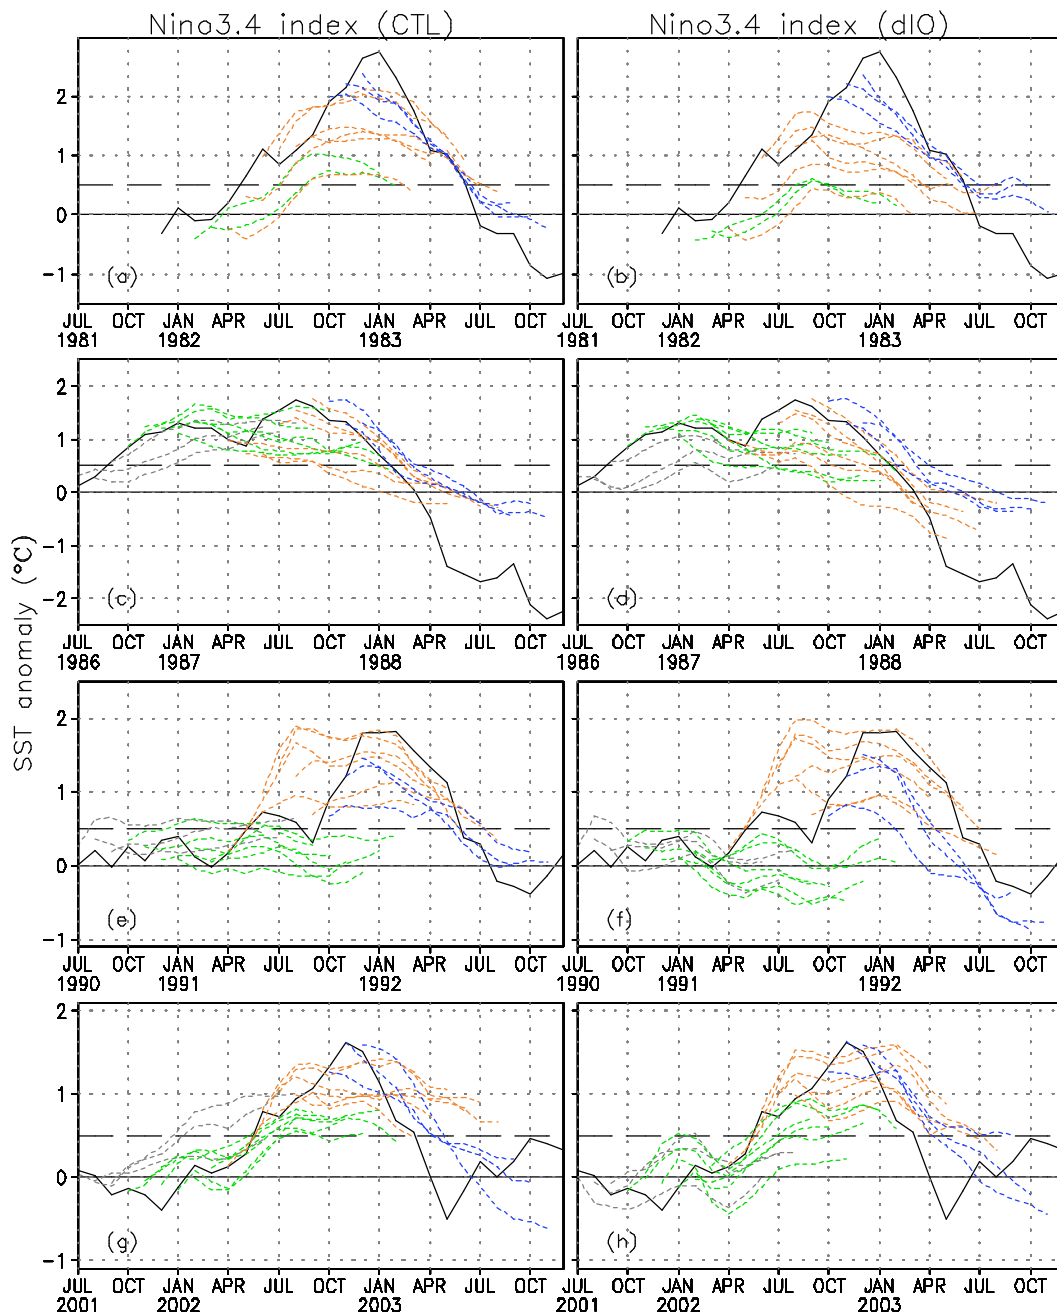 Nino3.4 index (CTL)
Nino3.4 index (dIO)
SST anomaly (°C)
2
1
0
-1
(a)
(b)
JUL OCT JAN APR JUL OCT JAN APR JUL OCT
1981 1982 1983
JUL OCT JAN APR JUL OCT JAN APR JUL OCT
1981 1982 1983
2
1
0
-1
-2
(c)
(d)
JUL OCT JAN APR JUL OCT JAN APR JUL OCT
1986 1987 1988
JUL OCT JAN APR JUL OCT JAN APR JUL OCT
1986 1987 1988
2
1
0
-1
(e)
(f)
JUL OCT JAN APR JUL OCT JAN APR JUL OCT
1990 1991 1992
JUL OCT JAN APR JUL OCT JAN APR JUL OCT
1990 1991 1992
2
1
0
-1
(g)
(h)
JUL OCT JAN APR JUL OCT JAN APR JUL OCT
2001 2002 2003
JUL OCT JAN APR JUL OCT JAN APR JUL OCT
2001 2002 2003